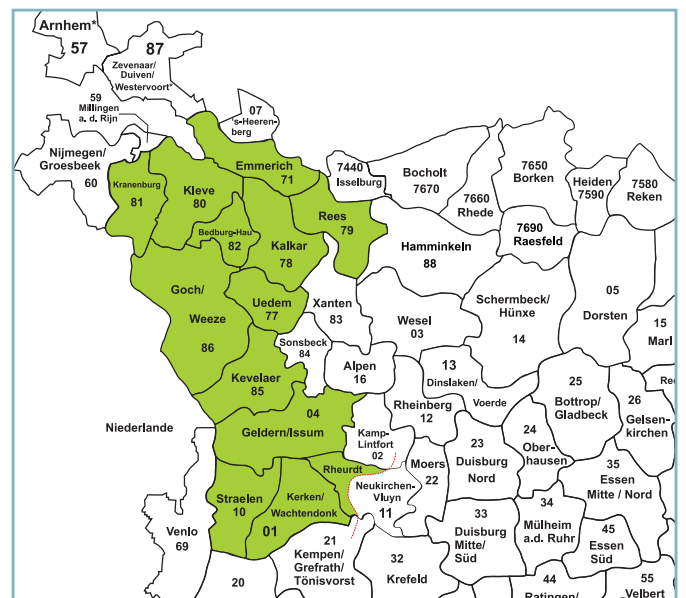 Arnhem*
57
87
Zevenaar/
Duiven/
Westervoort*
59
Millingen
a. d. Rijn
07
's-Heeren-
berg
Nijmegen/
Groesbeek
60
Kranenburg
81
Kleve
80
Emmerich
71
7440
Isselburg
Bocholt
7670
7660
Rhede
7650
Borken
Heiden
7590
7580
Reken
Bedburg-Hau
82
Rees
79
Kalkar
78
Hamminkeln
88
7690
Raesfeld
Goch/
Weeze
86
Uedem
77
Xanten
83
Wesel
03
Schermbeck/
Hünxe
14
05
Dorsten
15
Marl
Sonsbeck
84
Alpen
16
13
Dinslaken/
Voerde
Kevelaer
85
Rheinberg
12
25
Bottrop/
Gladbeck
26
Gelsen-
kirchen
04
Geldern/Issum
Niederlande
Kamp-
Lintfort
02
Moers
22
23
Duisburg
Nord
24
Ober-
hausen
35
Essen
Mitte / Nord
Rheurdt
Neukirchen-
Vluyn
11
Straelen
10
Kerken/
Wachtendonk
01
Venlo
69
33
Duisburg
Mitte/
Süd
34
Mülheim
a.d. Ruhr
45
Essen
Süd
21
Kempen/
Grefrath/
Tönisvorst
32
Krefeld
20
44
Ratingen/
55
Velbert